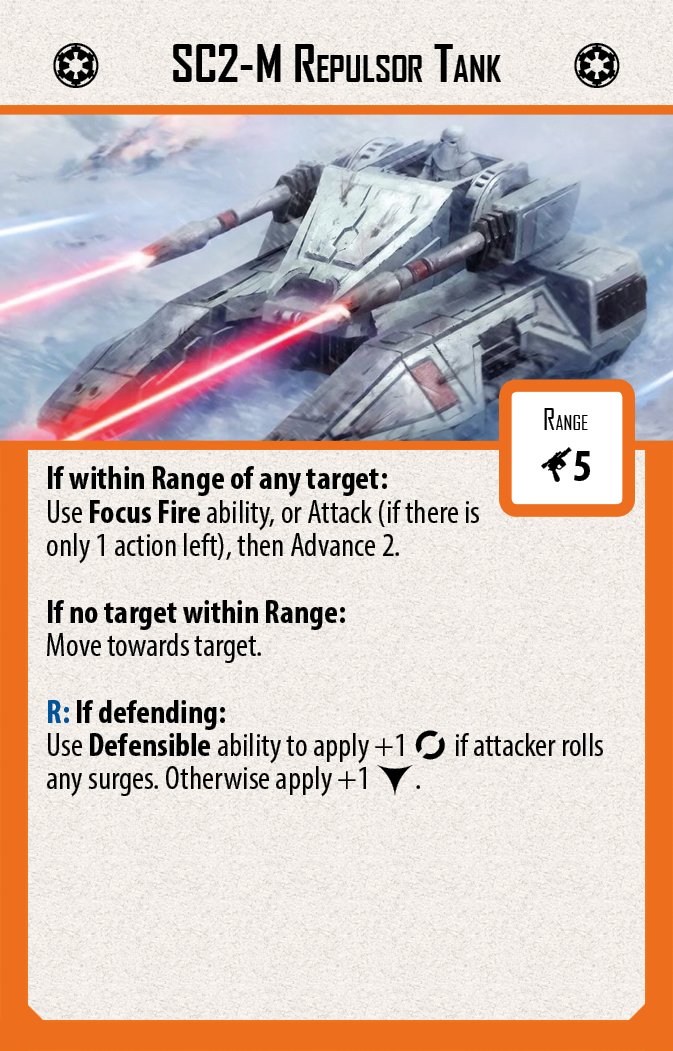 SC2-M Repulsor Tank
Range
5
If within Range of any target:
Use Focus Fire ability, or Attack (if there is
only 1 action left), then Advance 2.
If no target within Range:
Move towards target.
R: If defending:
Use Defensible ability to apply +1 if attacker rolls
any surges. Otherwise apply +1 .